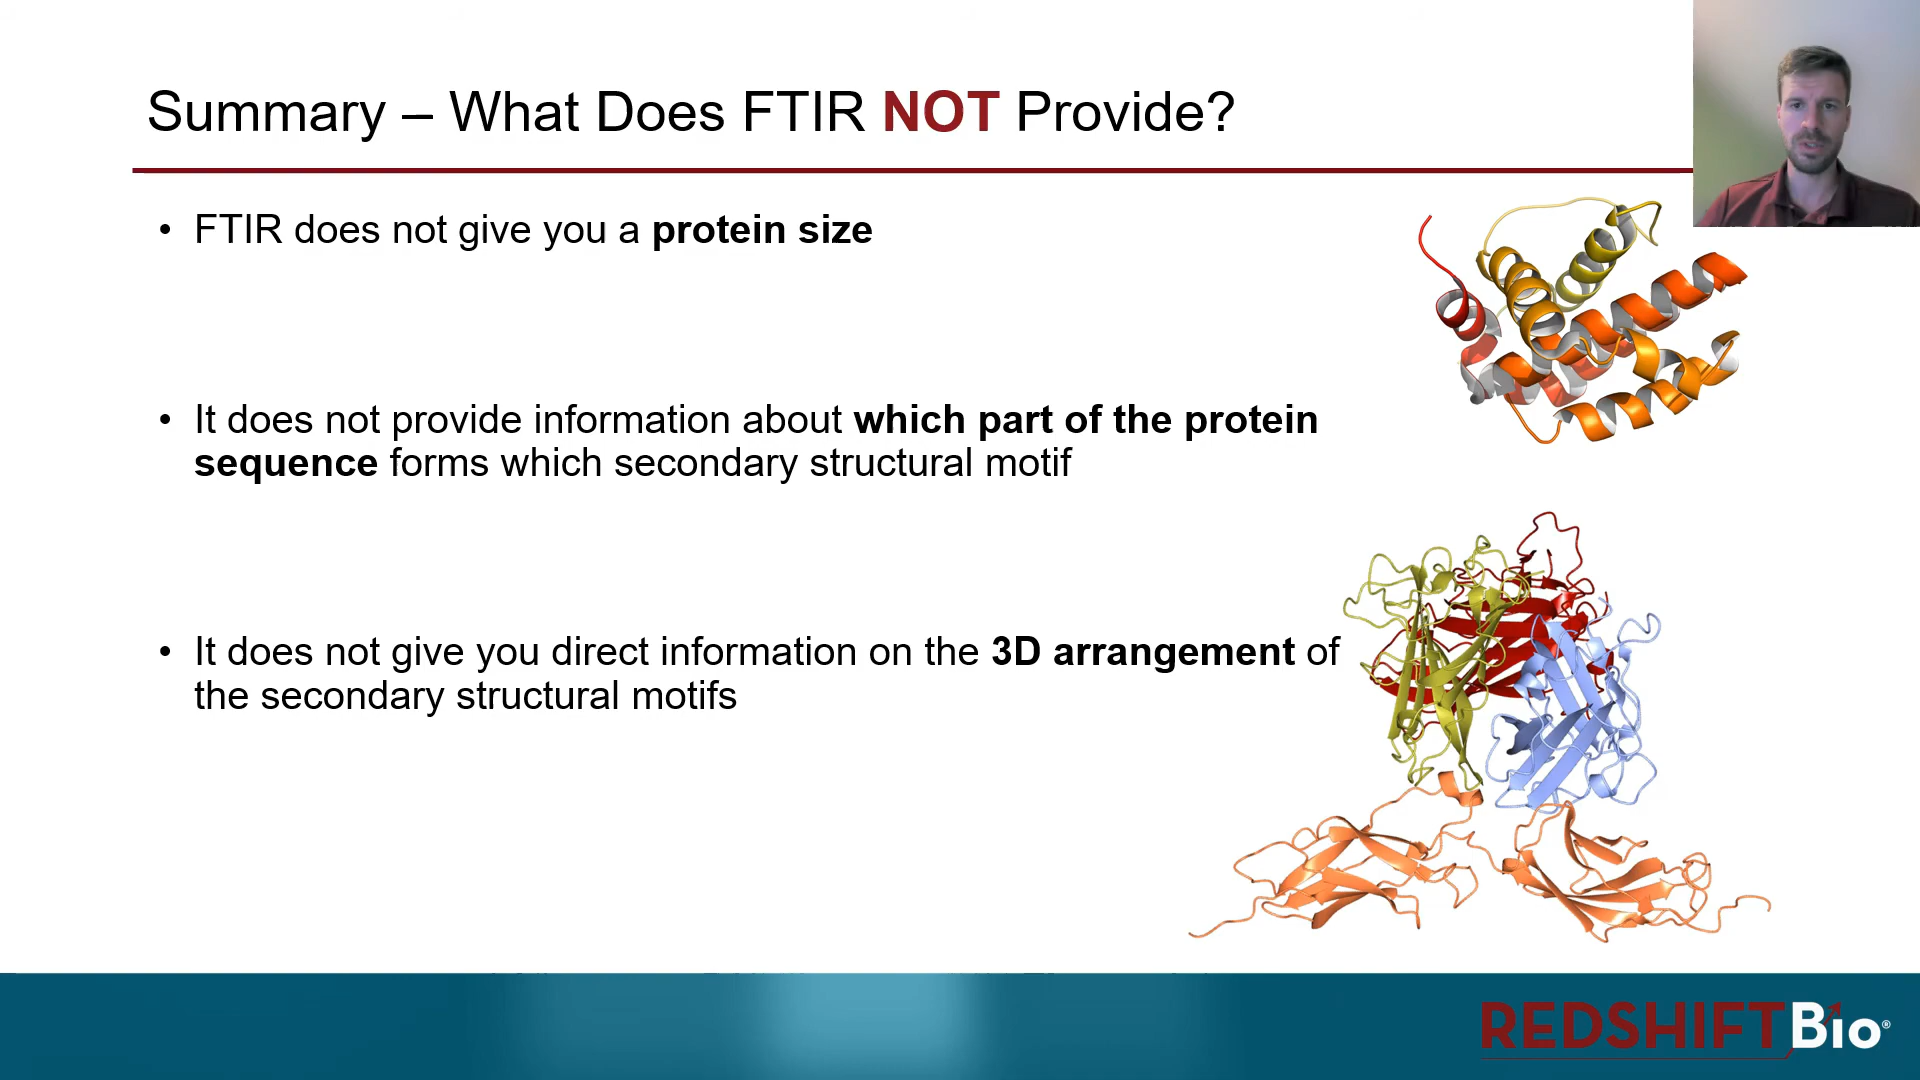 Summary – What Does FTIR NOT Provide?
• FTIR does not give you a protein size
• It does not provide information about which part of the protein
sequence forms which secondary structural motif
• It does not give you direct information on the 3D arrangement of
the secondary structural motifs
REDSHIFTBio®